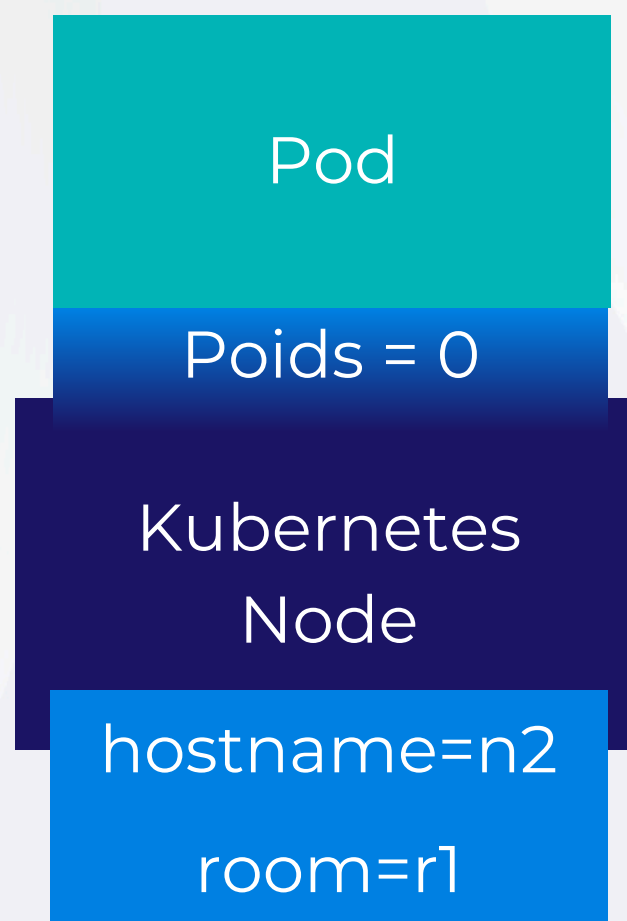 Pod
Poids = 0
Kubernetes
Node
hostname=n2
room=r1